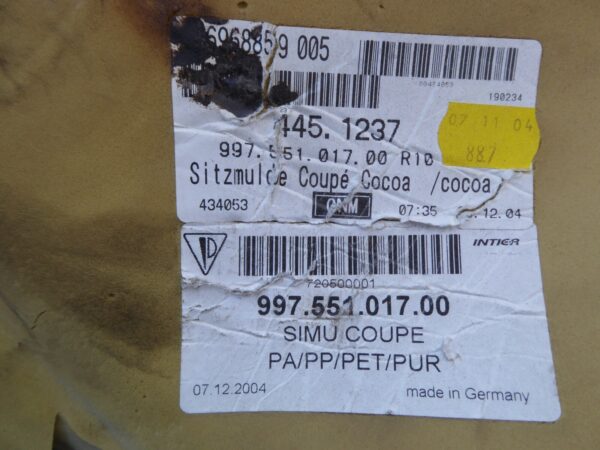 005
190234
07.11 04
887
445.1237
997.551.017.00 R10
Sitzmulde Coupé Cocoa /cocoa
434053
GNM
07:35
.12.04
INTIER
720500001
997.551.017.00
SIMU COUPE
PA/PP/PET/PUR
07.12.2004
made in Germany